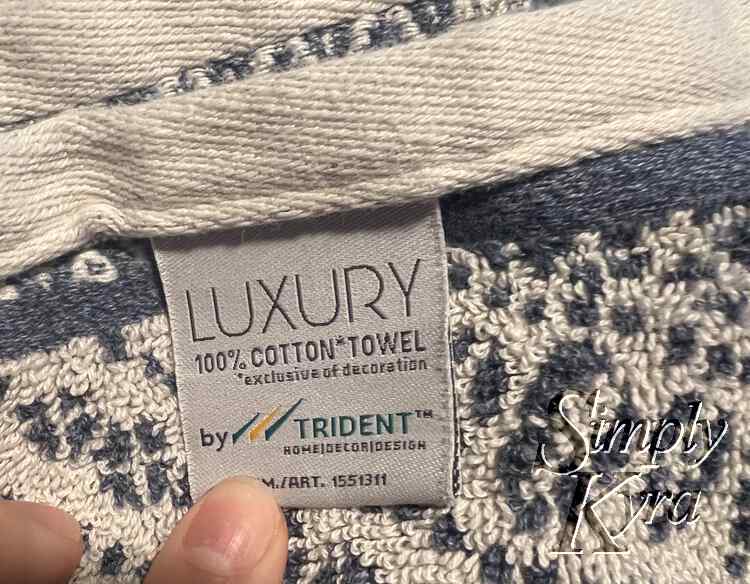 LUXURY
100% COTTON*TOWEL
*exclusive of decoration
by TRIDENT™
HOME|DECOR|DESIGN
M./ART. 1551311
Simply
Kyra